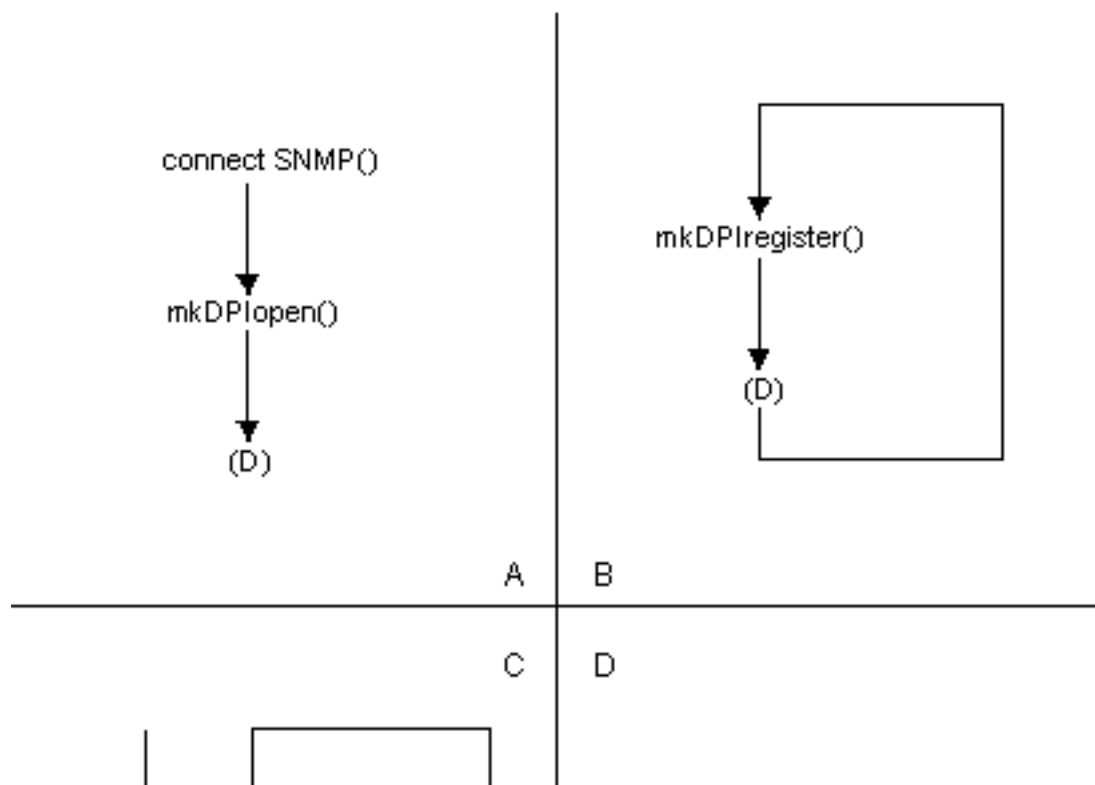 connect SNMP()
mkDPIopen()
(D)
mkDPIregister()
(D)
A
B
C
D